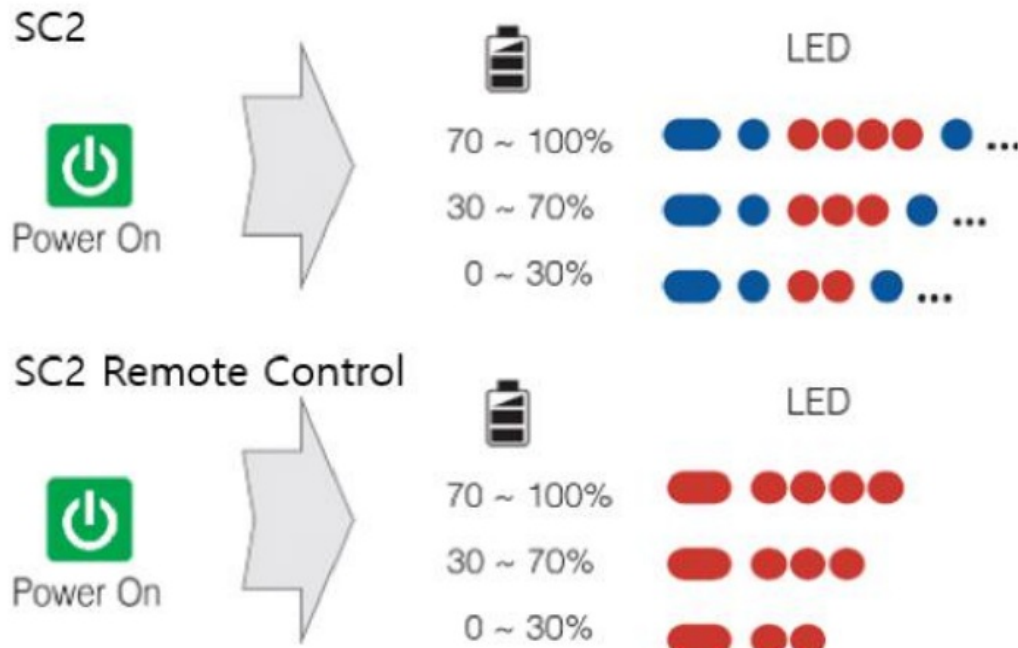 SC2
LED
70 ~ 100%
...
30 ~ 70%
...
Power On
0 ~ 30%
...
SC2 Remote Control
LED
70 ~ 100%
30 ~ 70%
Power On
0 ~ 30%